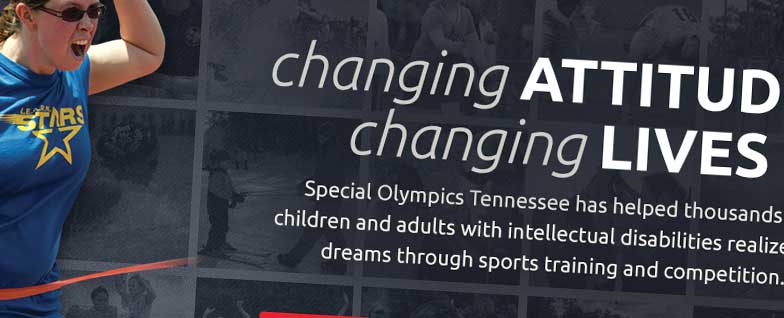 STARS
changing ATTITUD
changing LIVES
Special Olympics Tennessee has helped thousands
children and adults with intellectual disabilities realize
dreams through sports training and competition.